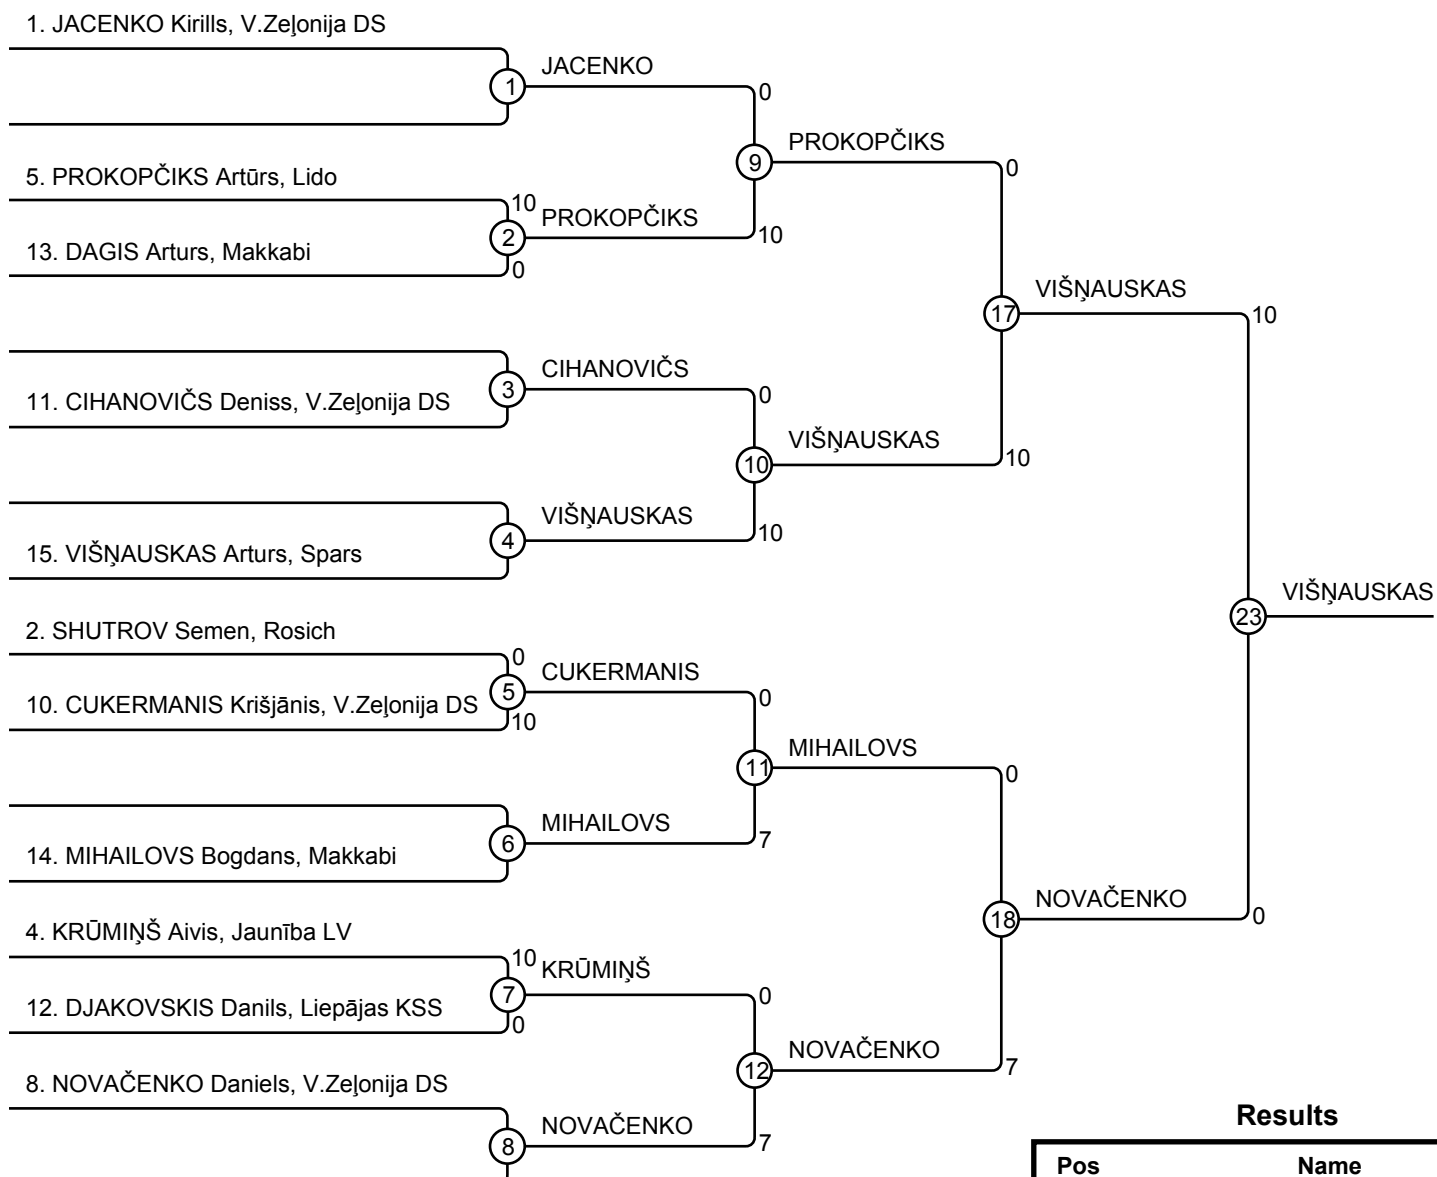 1. JACENKO Kirills, V.Zeļonija DS
1
JACENKO
0
5. PROKOPČIKS Artūrs, Lido
10
2
PROKOPČIKS
10
13. DAGIS Arturs, Makkabi
0
9
PROKOPČIKS
0
3
CIHANOVIČS
0
11. CIHANOVIČS Deniss, V.Zeļonija DS
10
VIŠŅAUSKAS
10
4
VIŠŅAUSKAS
10
15. VIŠŅAUSKAS Arturs, Spars
17
VIŠŅAUSKAS
10
2. SHUTROV Semen, Rosich
0
5
CUKERMANIS
0
10. CUKERMANIS Krišjānis, V.Zeļonija DS
10
11
MIHAILOVS
0
6
MIHAILOVS
7
14. MIHAILOVS Bogdans, Makkabi
4. KRŪMIŅŠ Aivis, Jaunība LV
10
7
KRŪMIŅŠ
0
12. DJAKOVSKIS Danils, Liepājas KSS
0
12
NOVAČENKO
7
8. NOVAČENKO Daniels, V.Zeļonija DS
8
NOVAČENKO
7
18
NOVAČENKO
0
23
VIŠŅAUSKAS
Results
Pos Name